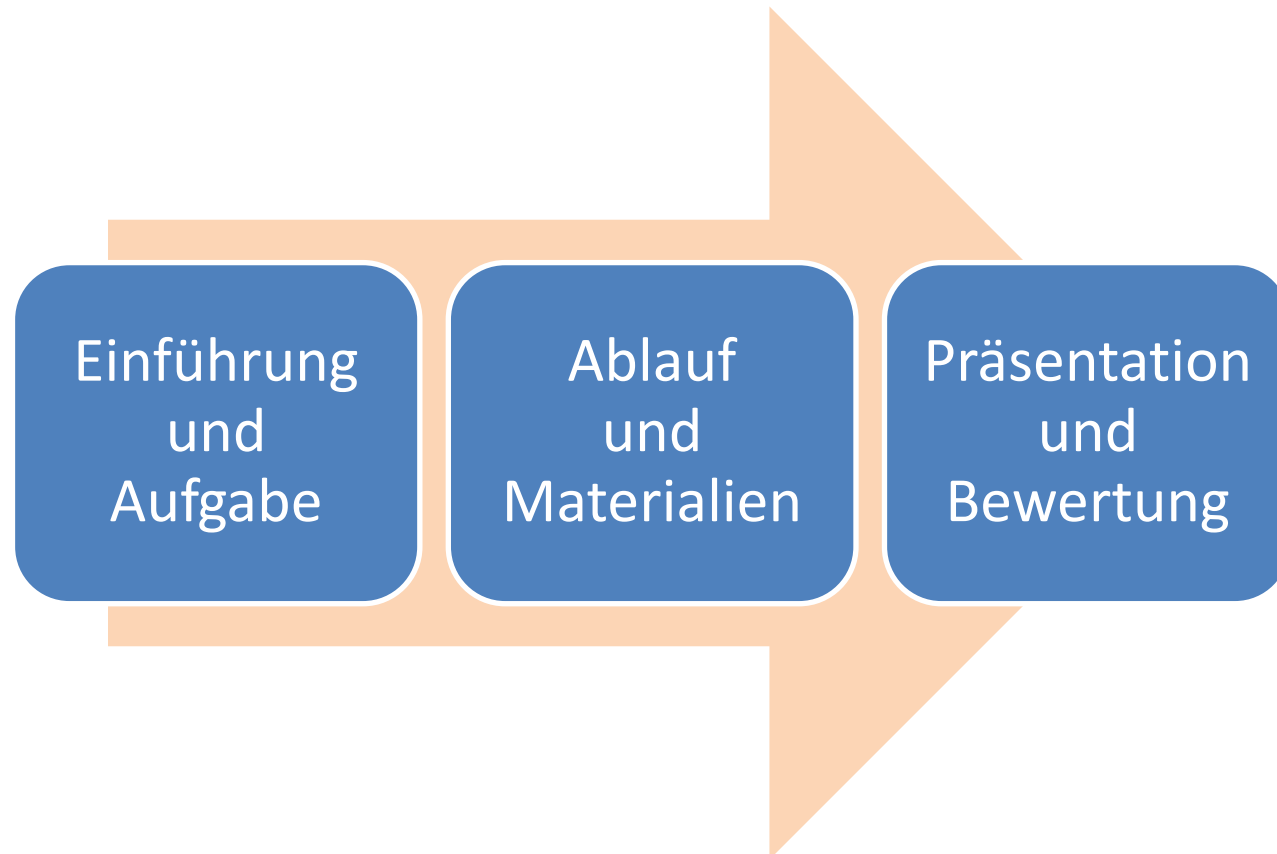 Einführung
und
Aufgabe
Ablauf
und
Materialien
Präsentation
und
Bewertung